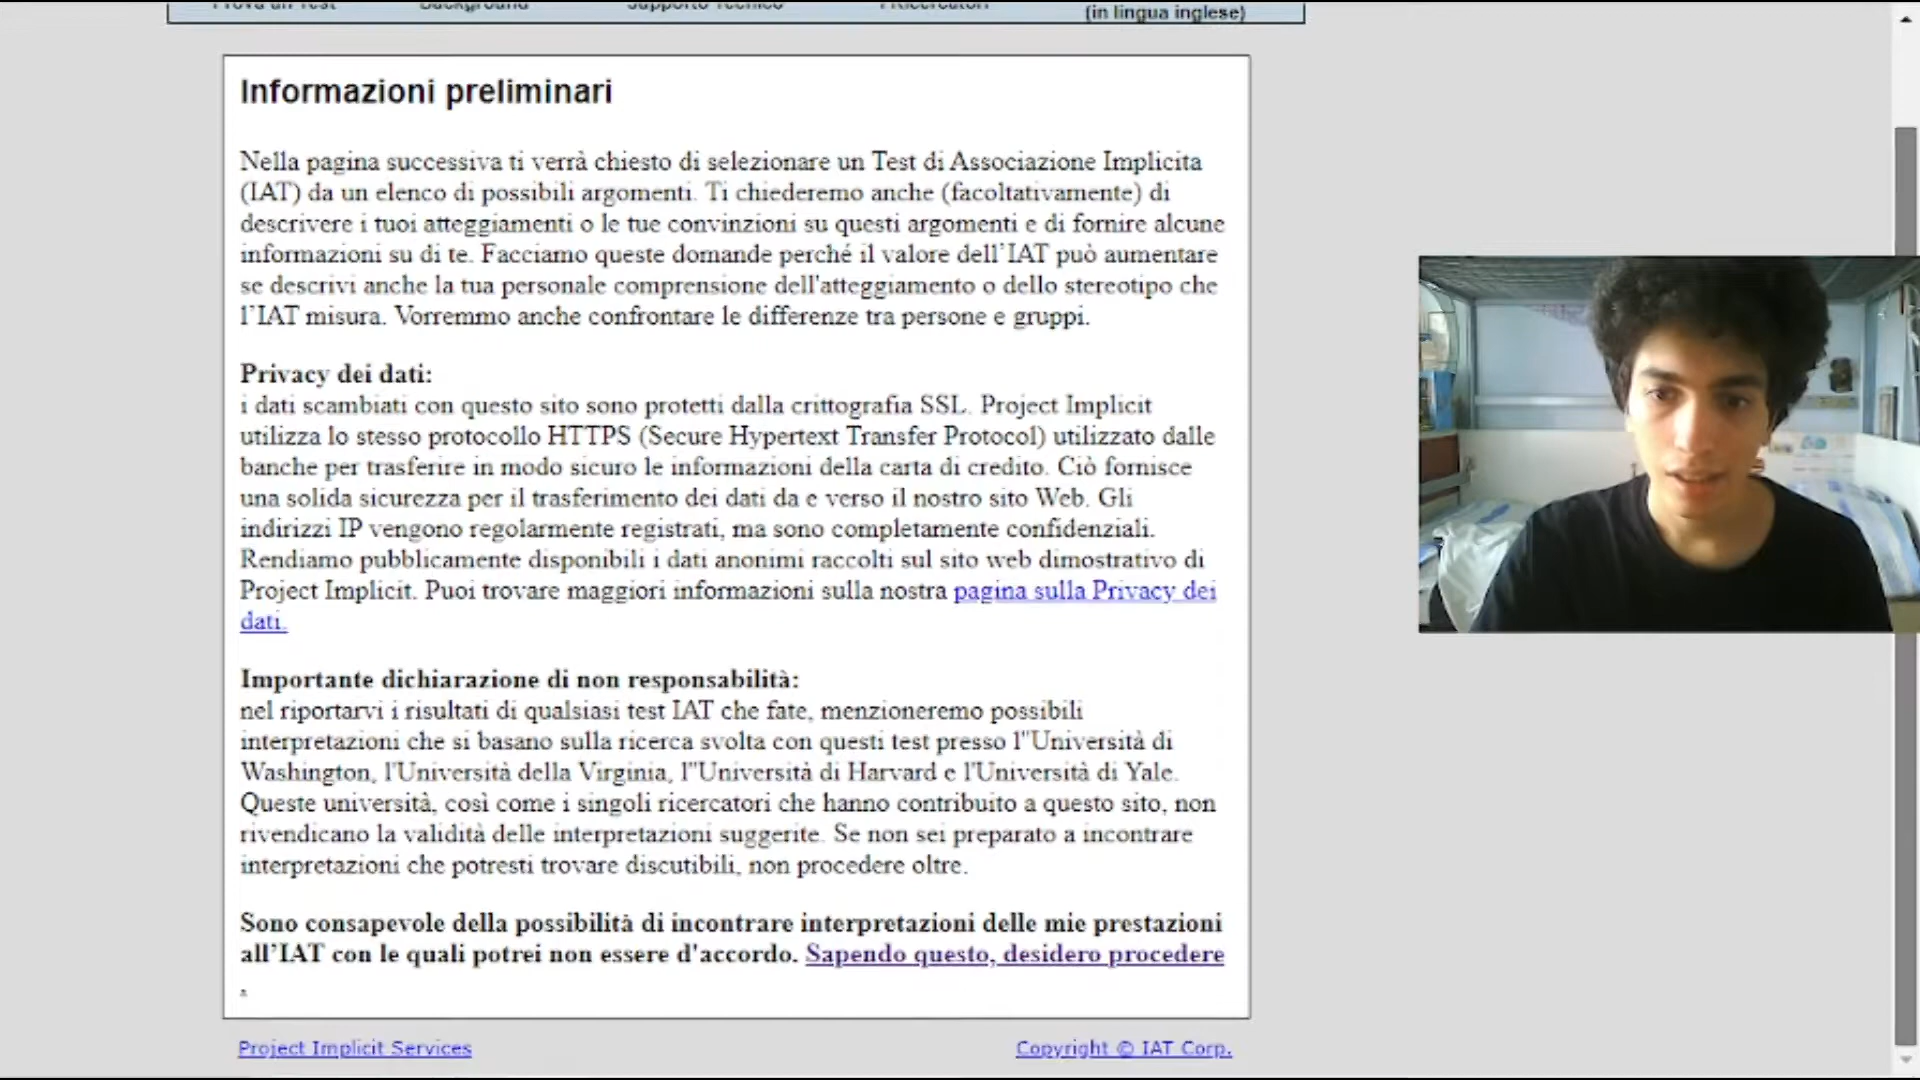 Prova un Test Background Supporto Tecnico I Ricercatori
(in lingua inglese)
Informazioni preliminari
Nella pagina successiva ti verrà chiesto di selezionare un Test di Associazione Implicita
(IAT) da un elenco di possibili argomenti. Ti chiederemo anche (facoltativamente) di
descrivere i tuoi atteggiamenti o le tue convinzioni su questi argomenti e di fornire alcune
informazioni su di te. Facciamo queste domande perché il valore dell'IAT può aumentare
se descrivi anche la tua personale comprensione dell'atteggiamento o dello stereotipo che
l'IAT misura. Vorremmo anche confrontare le differenze tra persone e gruppi.
Privacy dei dati:
i dati scambiati con questo sito sono protetti dalla crittografia SSL. Project Implicit
utilizza lo stesso protocollo HTTPS (Secure Hypertext Transfer Protocol) utilizzato dalle
banche per trasferire in modo sicuro le informazioni della carta di credito. Ciò fornisce
una solida sicurezza per il trasferimento dei dati da e verso il nostro sito Web. Gli
indirizzi IP vengono regolarmente registrati, ma sono completamente confidenziali.
Rendiamo pubblicamente disponibili i dati anonimi raccolti sul sito web dimostrativo di
Project Implicit. Puoi trovare maggiori informazioni sulla nostra pagina sulla Privacy dei
dati.
Importante dichiarazione di non responsabilità:
nel riportarvi i risultati di qualsiasi test IAT che fate, menzioneremo possibili
interpretazioni che si basano sulla ricerca svolta con questi test presso l''Università di
Washington, l'Università della Virginia, l''Università di Harvard e l'Università di Yale.
Queste università, così come i singoli ricercatori che hanno contribuito a questo sito, non
rivendicano la validità delle interpretazioni suggerite. Se non sei preparato a incontrare
interpretazioni che potresti trovare discutibili, non procedere oltre.
Sono consapevole della possibilità di incontrare interpretazioni delle mie prestazioni
all'IAT con le quali potrei non essere d'accordo. Sapendo questo, desidero procedere
.
Project Implicit Services Copyright © IAT Corp.